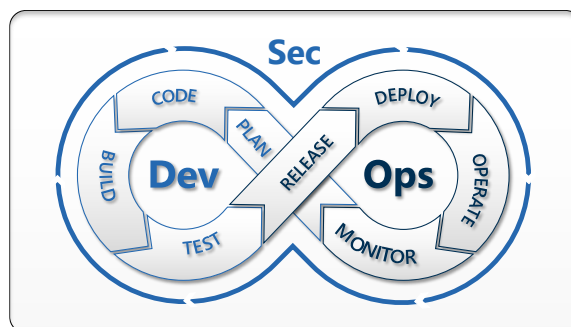 Sec
CODE
DEPLOY
PLAN
BUILD
Dev
RELEASE
Ops
OPERATE
TEST
MONITOR